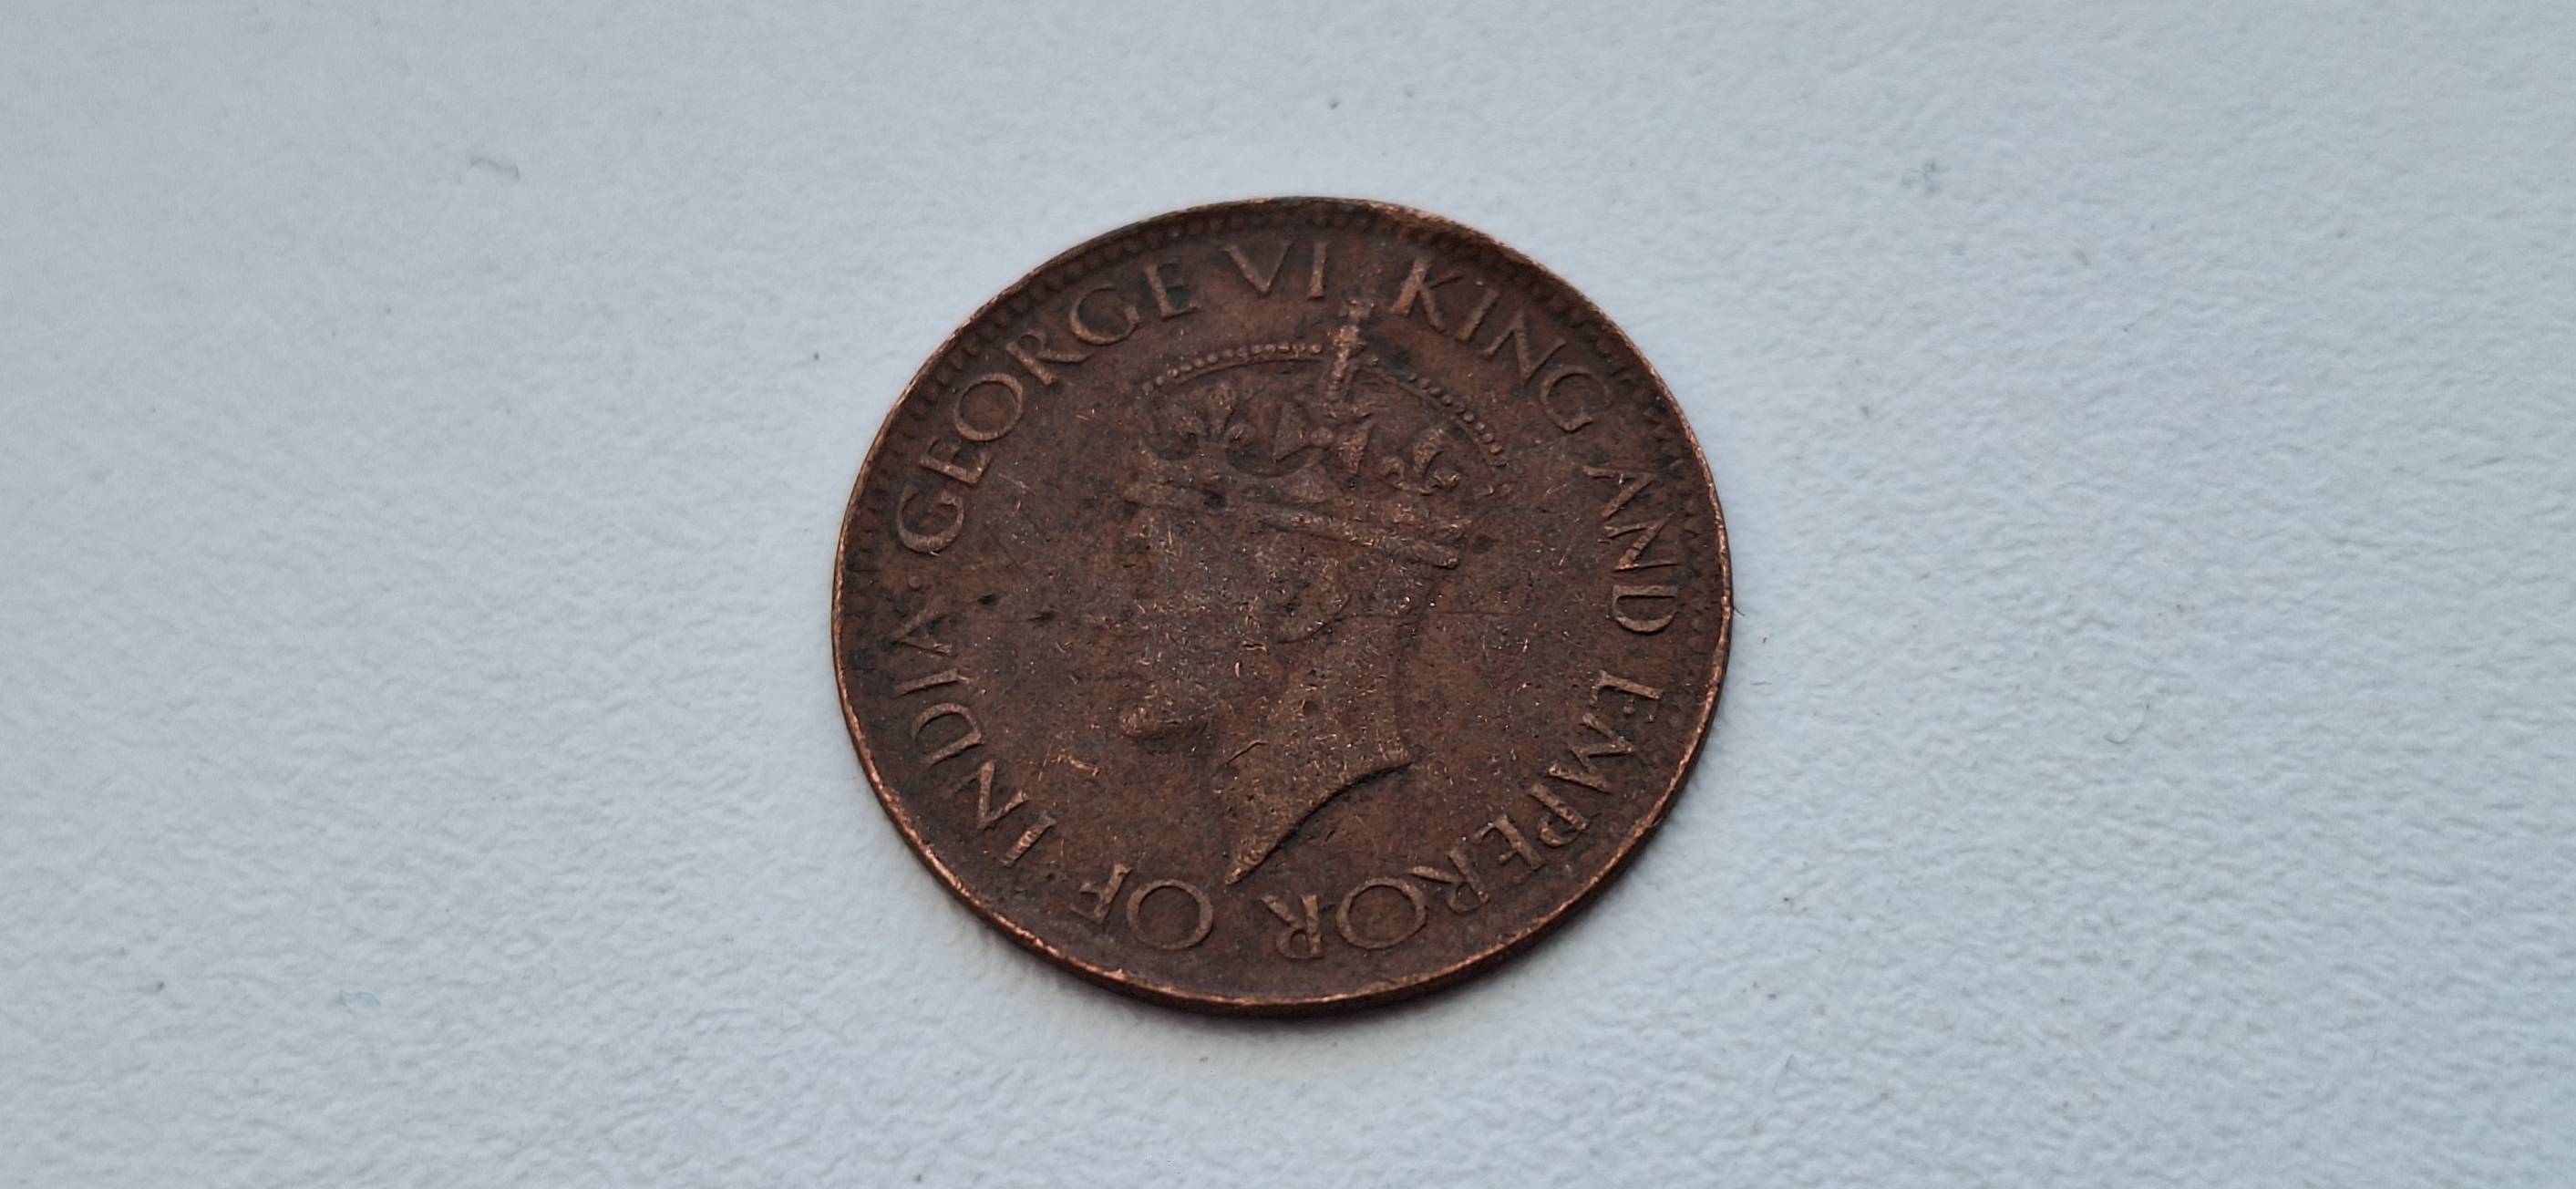 GEORGE VI KING AND EMPEROR OF INDIA ·